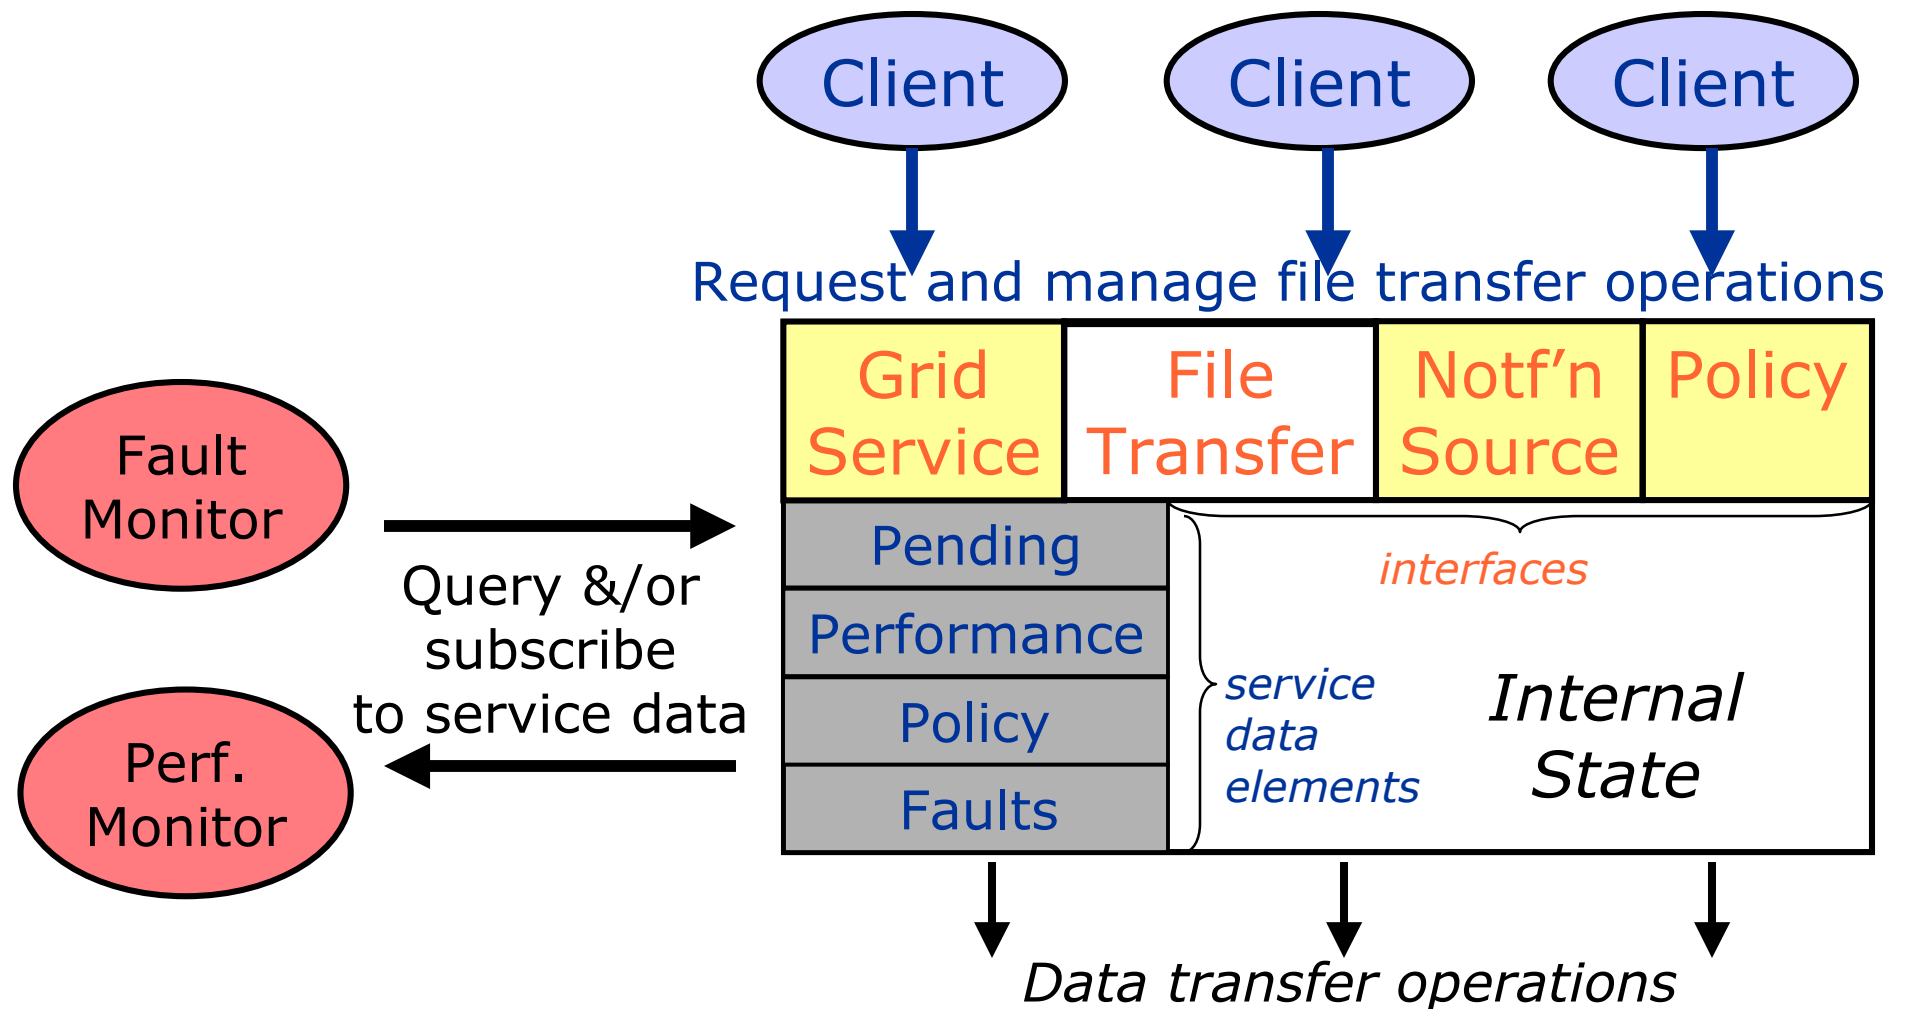 Client
Client
Client
Request and manage file transfer operations
Grid
Service
File
Transfer
Notf’n
Source
Policy
Fault
Monitor
Query &/or
subscribe
to service data
Perf.
Monitor
Pending
Performance
Policy
Faults
interfaces
service
data
elements
Internal
State
Data transfer operations